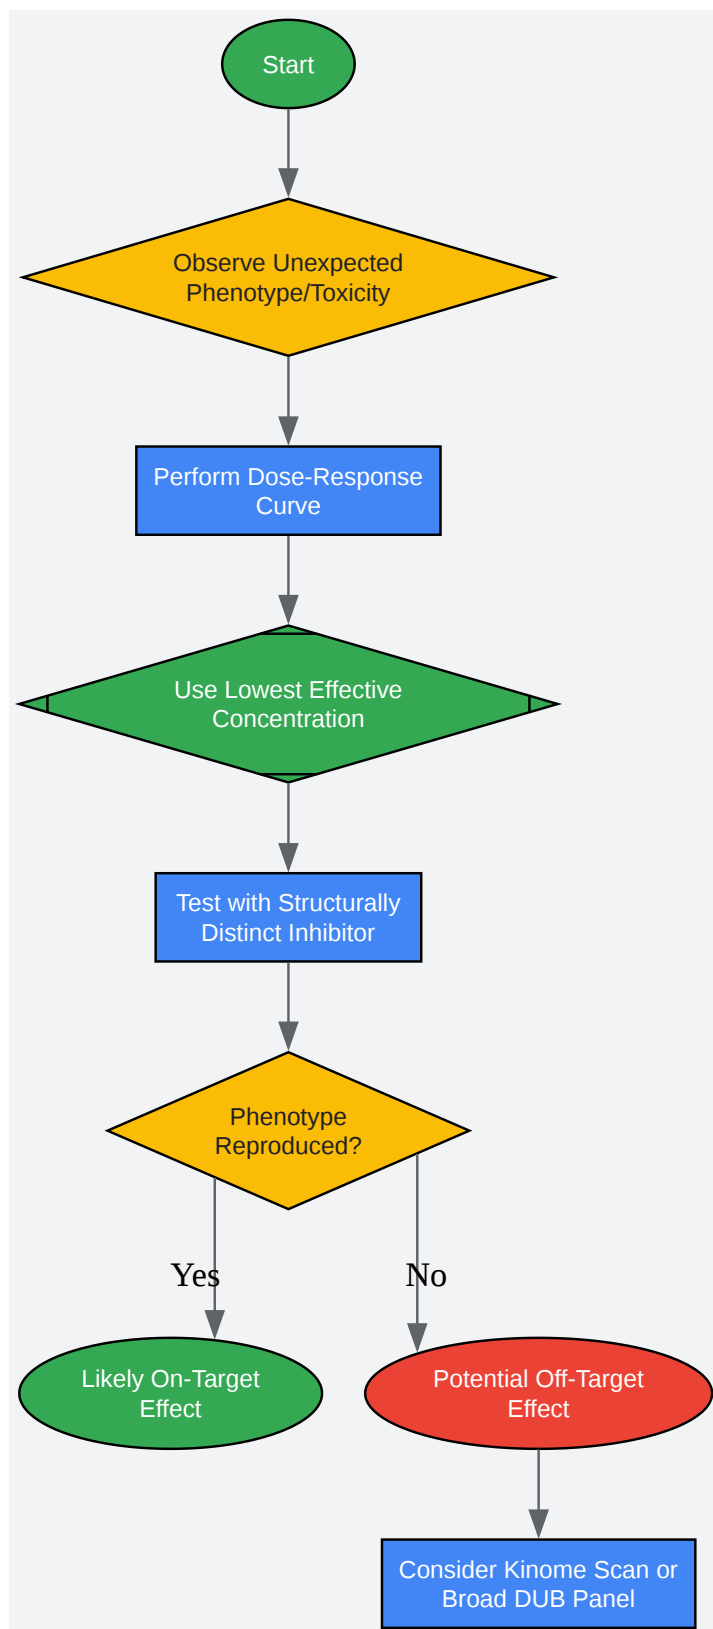 Start
Observe Unexpected
Phenotype/Toxicity
Perform Dose-Response
Curve
Use Lowest Effective
Concentration
Test with Structurally
Distinct Inhibitor
Phenotype
Reproduced?
Yes
No
Likely On-Target
Effect
Potential Off-Target
Effect
Consider Kinome Scan or
Broad DUB Panel